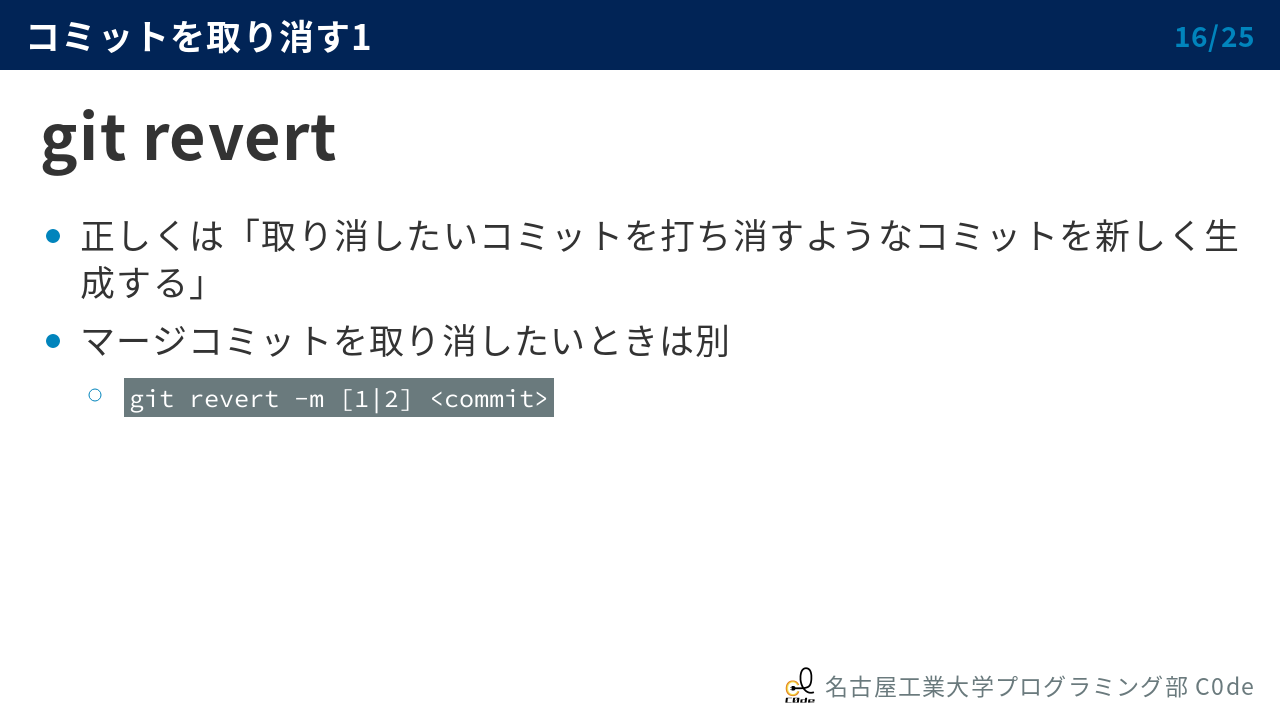 コミットを取り消す1
16/25
git revert
正しくは「取り消したいコミットを打ち消すようなコミットを新しく生
成する」
マージコミットを取り消したいときは別
git revert -m [1|2] <commit>
C0de
名古屋工業大学プログラミング部 C0de